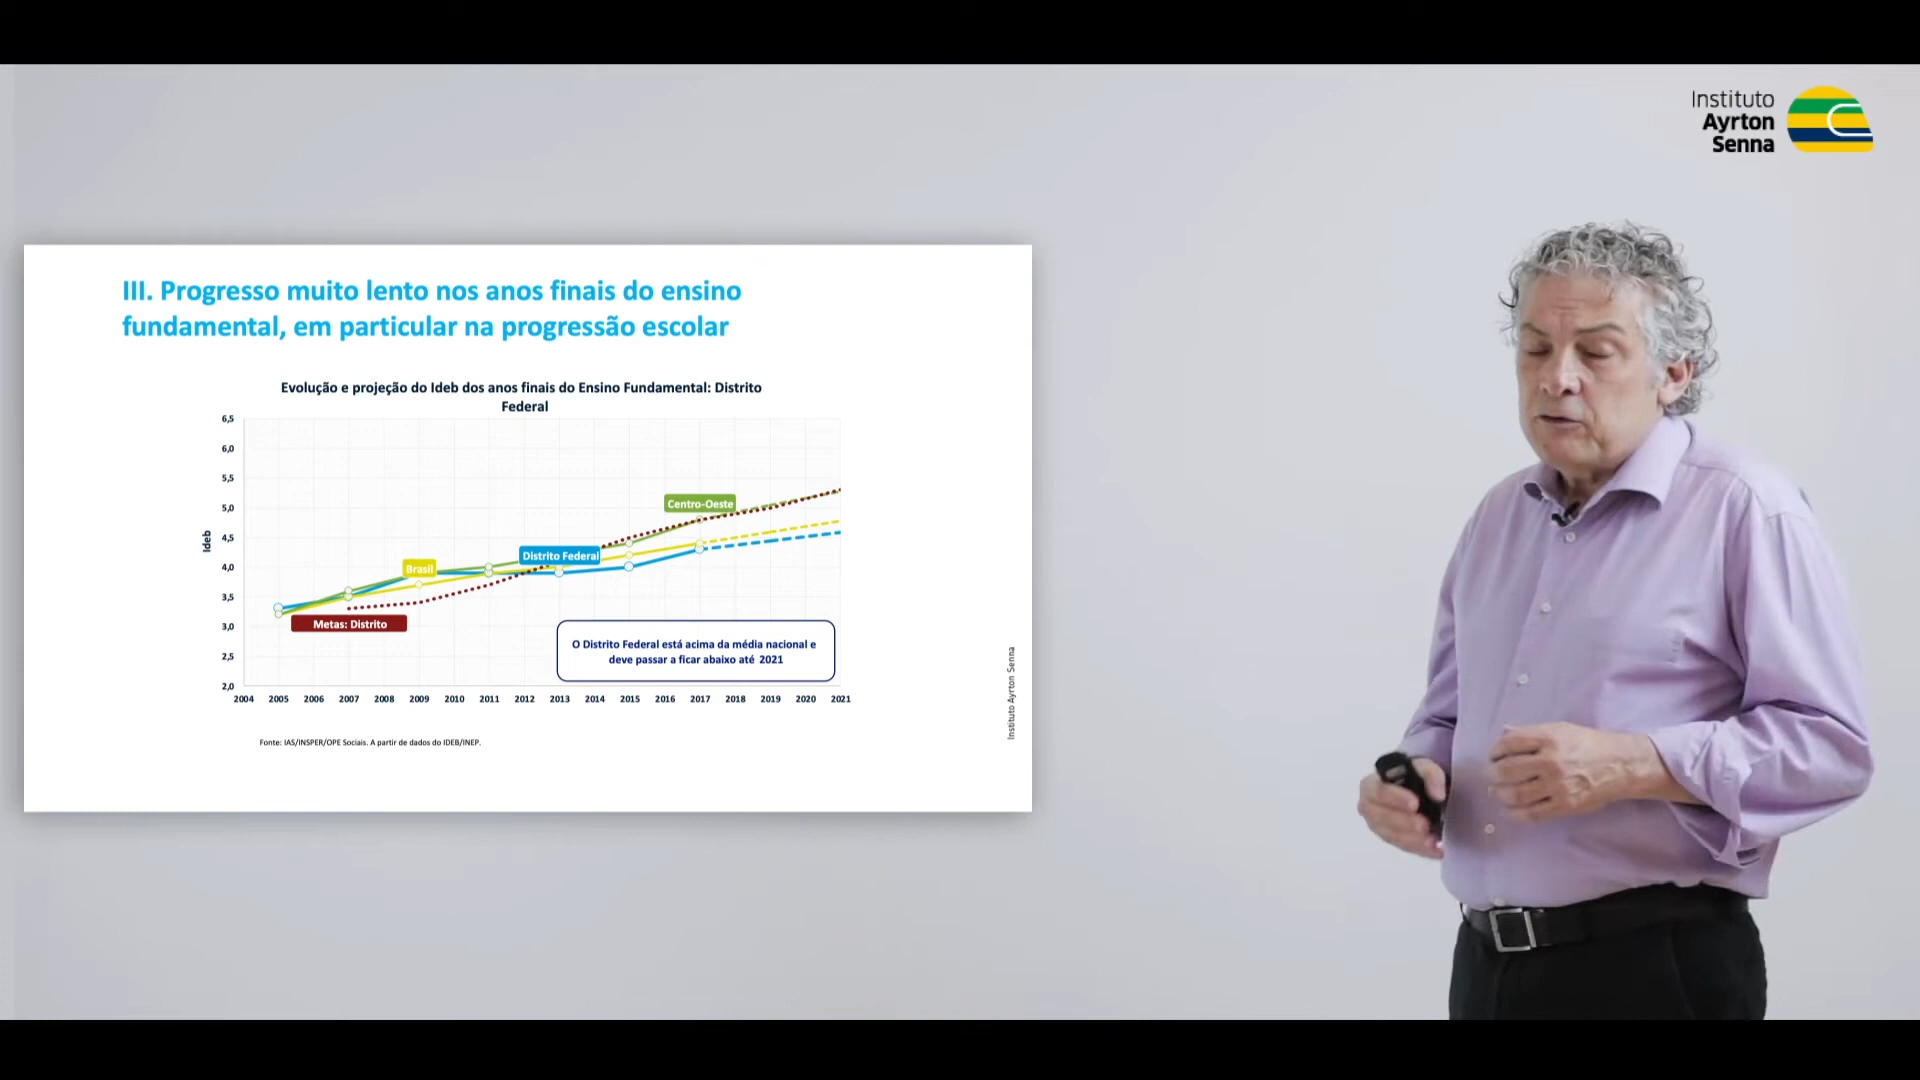 Instituto
Ayrton
Senna
III. Progresso muito lento nos anos finais do ensino
fundamental, em particular na progressão escolar
Evolução e projeção do Ideb dos anos finais do Ensino Fundamental: Distrito
Federal
Ideb
6,5
6,0
5,5
5,0
4,5
4,0
3,5
3,0
2,5
2,0
Centro-Oeste
Distrito Federal
Brasil
Metas: Distrito
O Distrito Federal está acima da média nacional e
deve passar a ficar abaixo até 2021
2004 2005 2006 2007 2008 2009 2010 2011 2012 2013 2014 2015 2016 2017 2018 2019 2020 2021
Fonte: IAS/INSPER/OPE Sociais. A partir de dados do IDEB/INEP.
Instituto Ayrton Senna